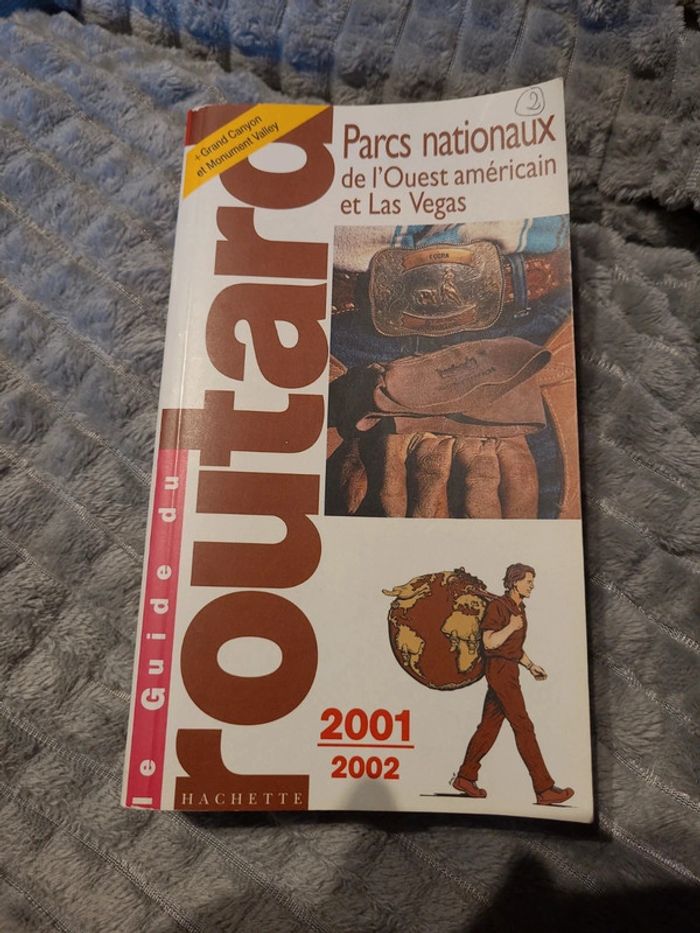 2
+ Grand Canyon
et Monument Valley
Parcs nationaux
de l'Ouest américain
et Las Vegas
le Guide du
routard
2001
2002
HACHETTE